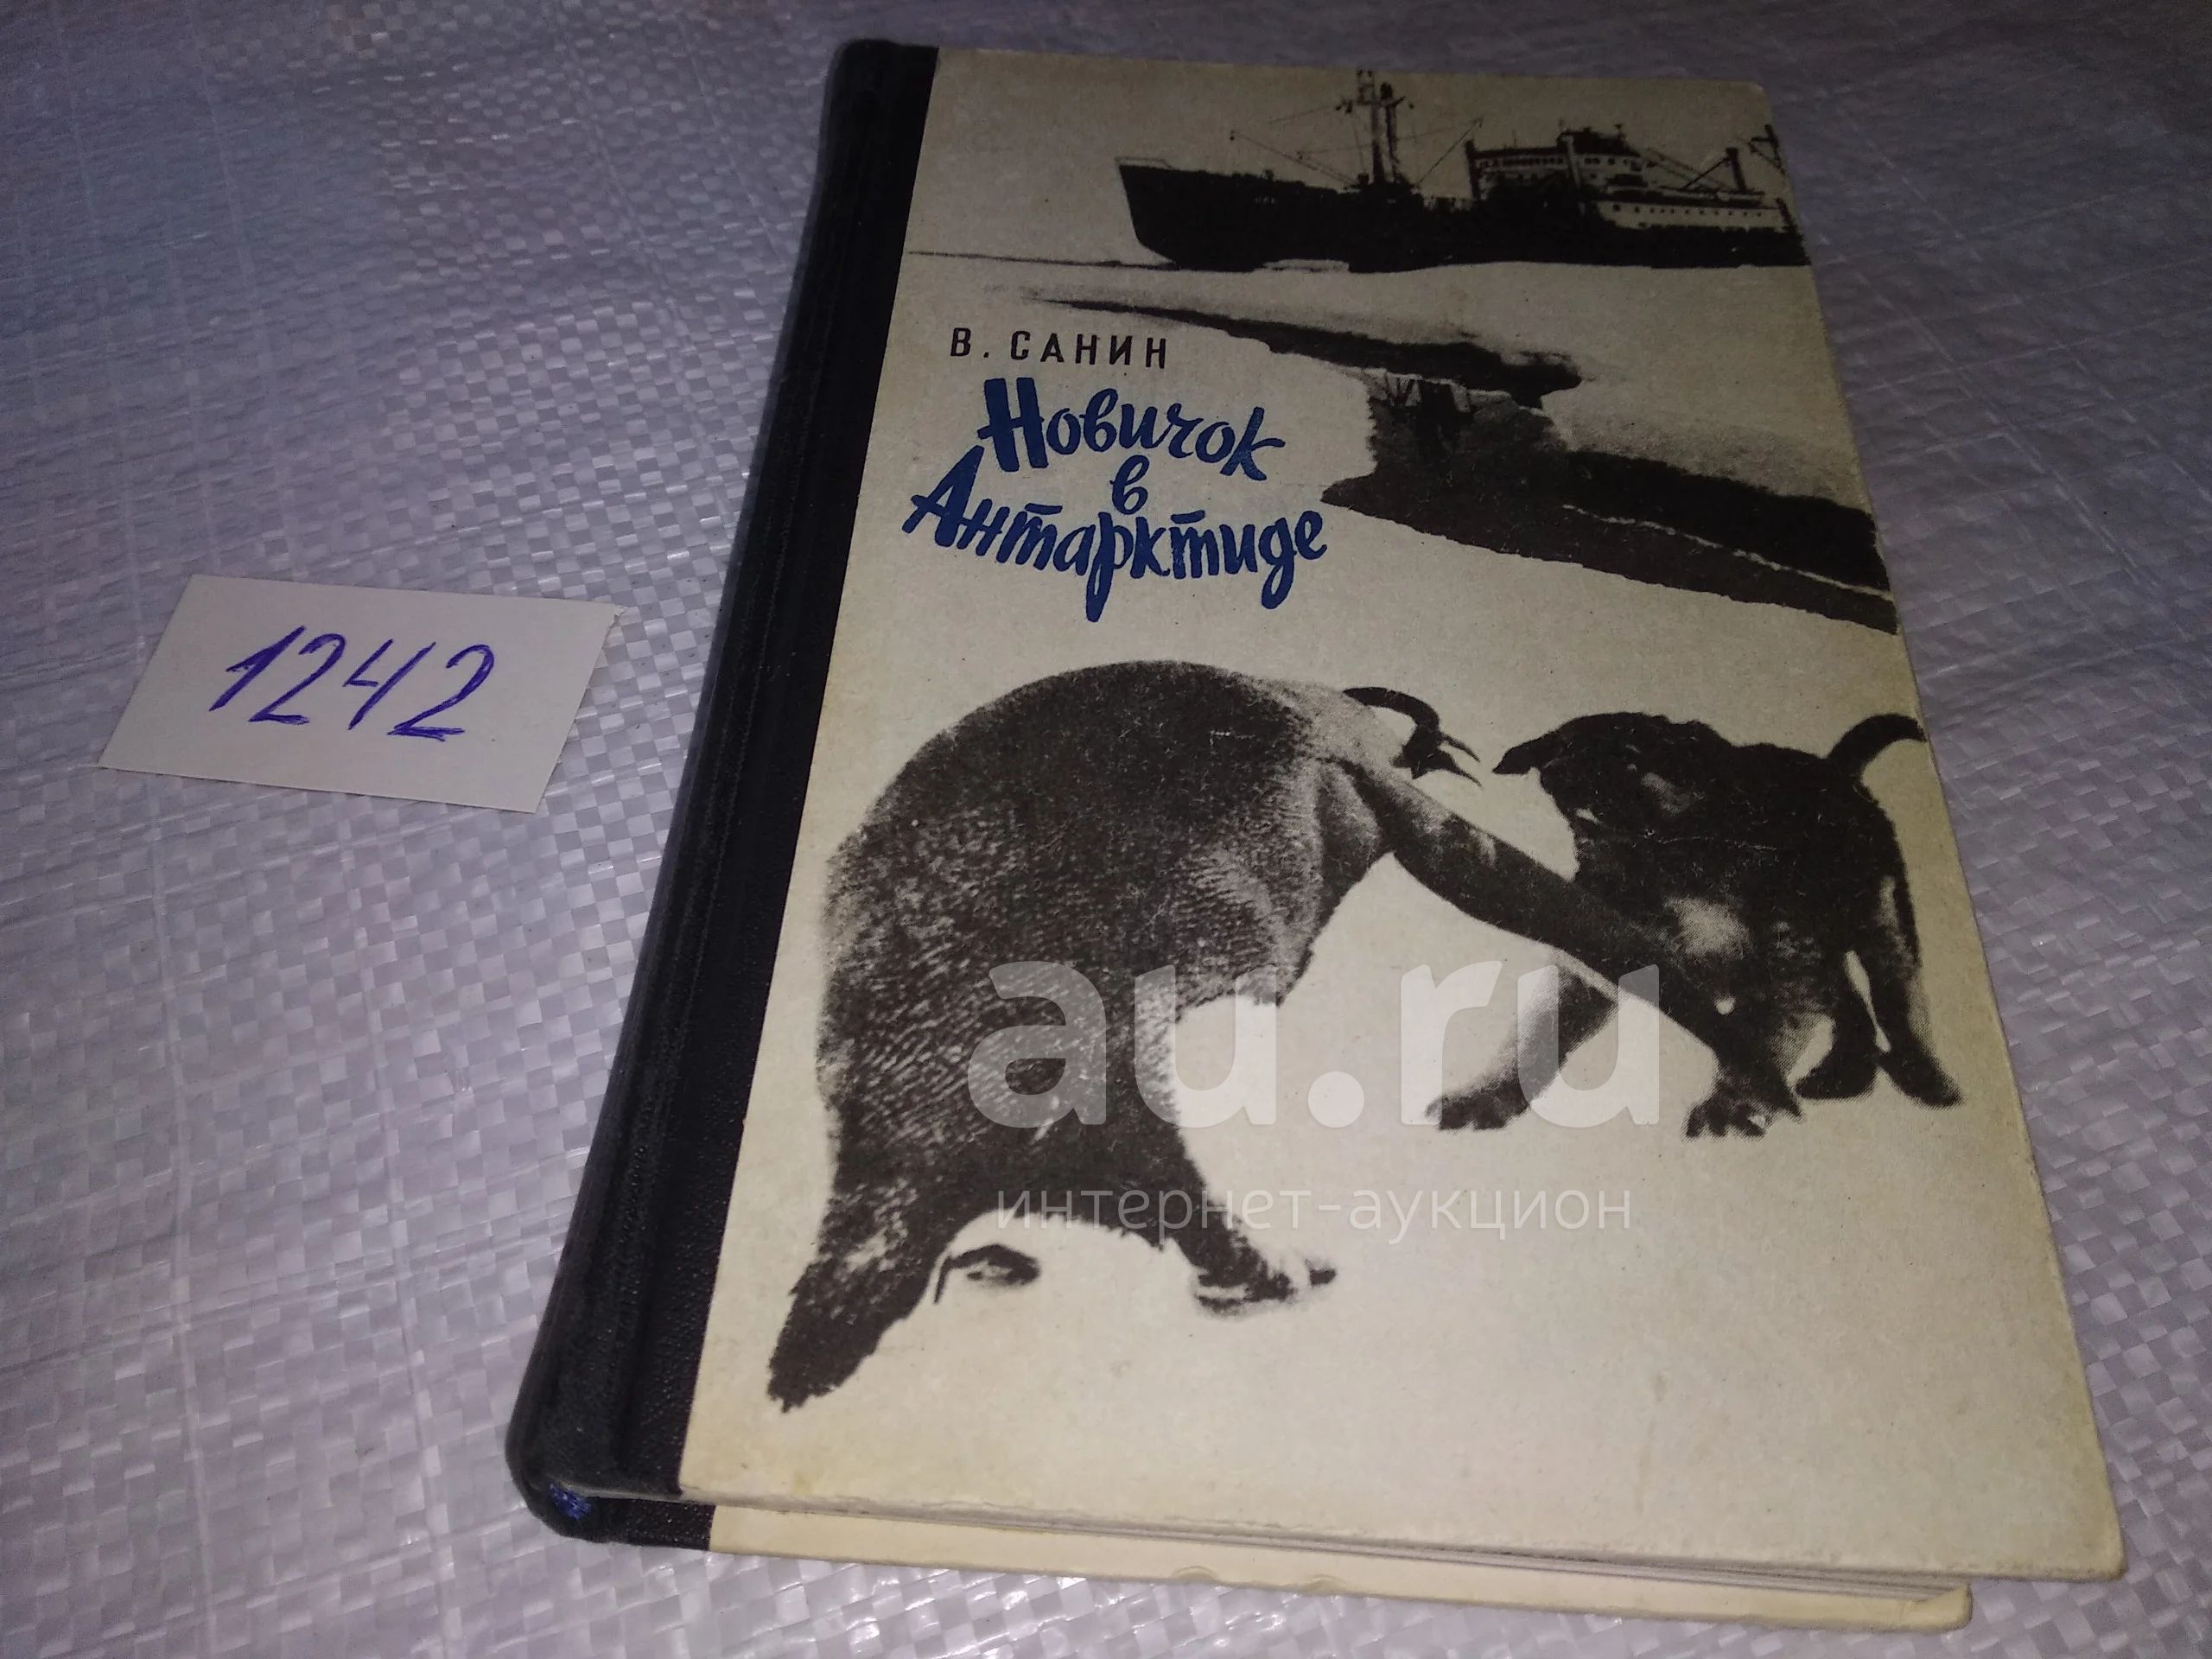 В. САНИН
Новичок
в
Антарктиде
1242
au.ru
интернет-аукцион